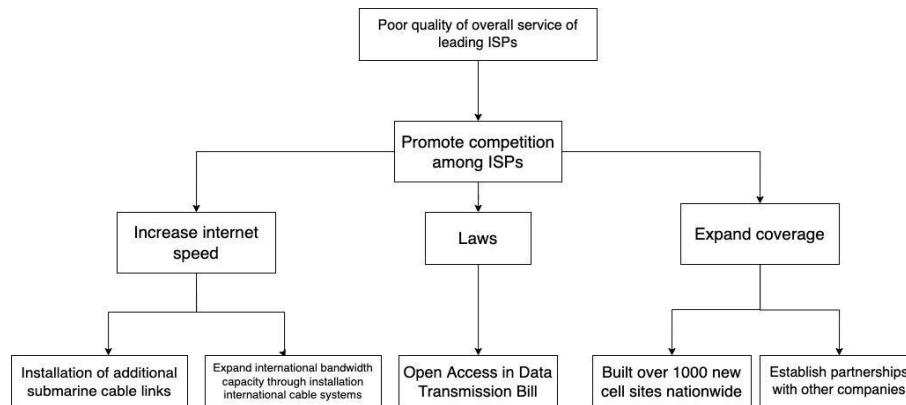 Poor quality of overall service of
leading ISPs
Promote competition
among ISPs
Increase internet
speed
Laws
Expand coverage
Installation of additional
submarine cable links
Expand international bandwidth
capacity through installation
international cable systems
Open Access in Data
Transmission Bill
Built over 1000 new
cell sites nationwide
Establish partnerships
with other companies